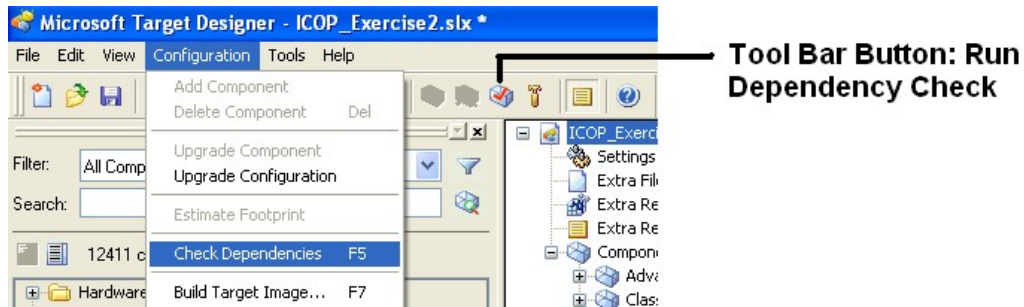 Microsoft Target Designer - ICOP_Exercise2.slx *
File Edit View Configuration Tools Help
Tool Bar Button: Run
Dependency Check
Add Component
Delete Component Del
Upgrade Component
Upgrade Configuration
Estimate Footprint
Check Dependencies F5
Build Target Image... F7
Filter: All Comp
Search:
12411 c
Hardware
ICOP_Exerci
Settings
Extra File
Extra Re
Extra Re
Compone
Adva
Class